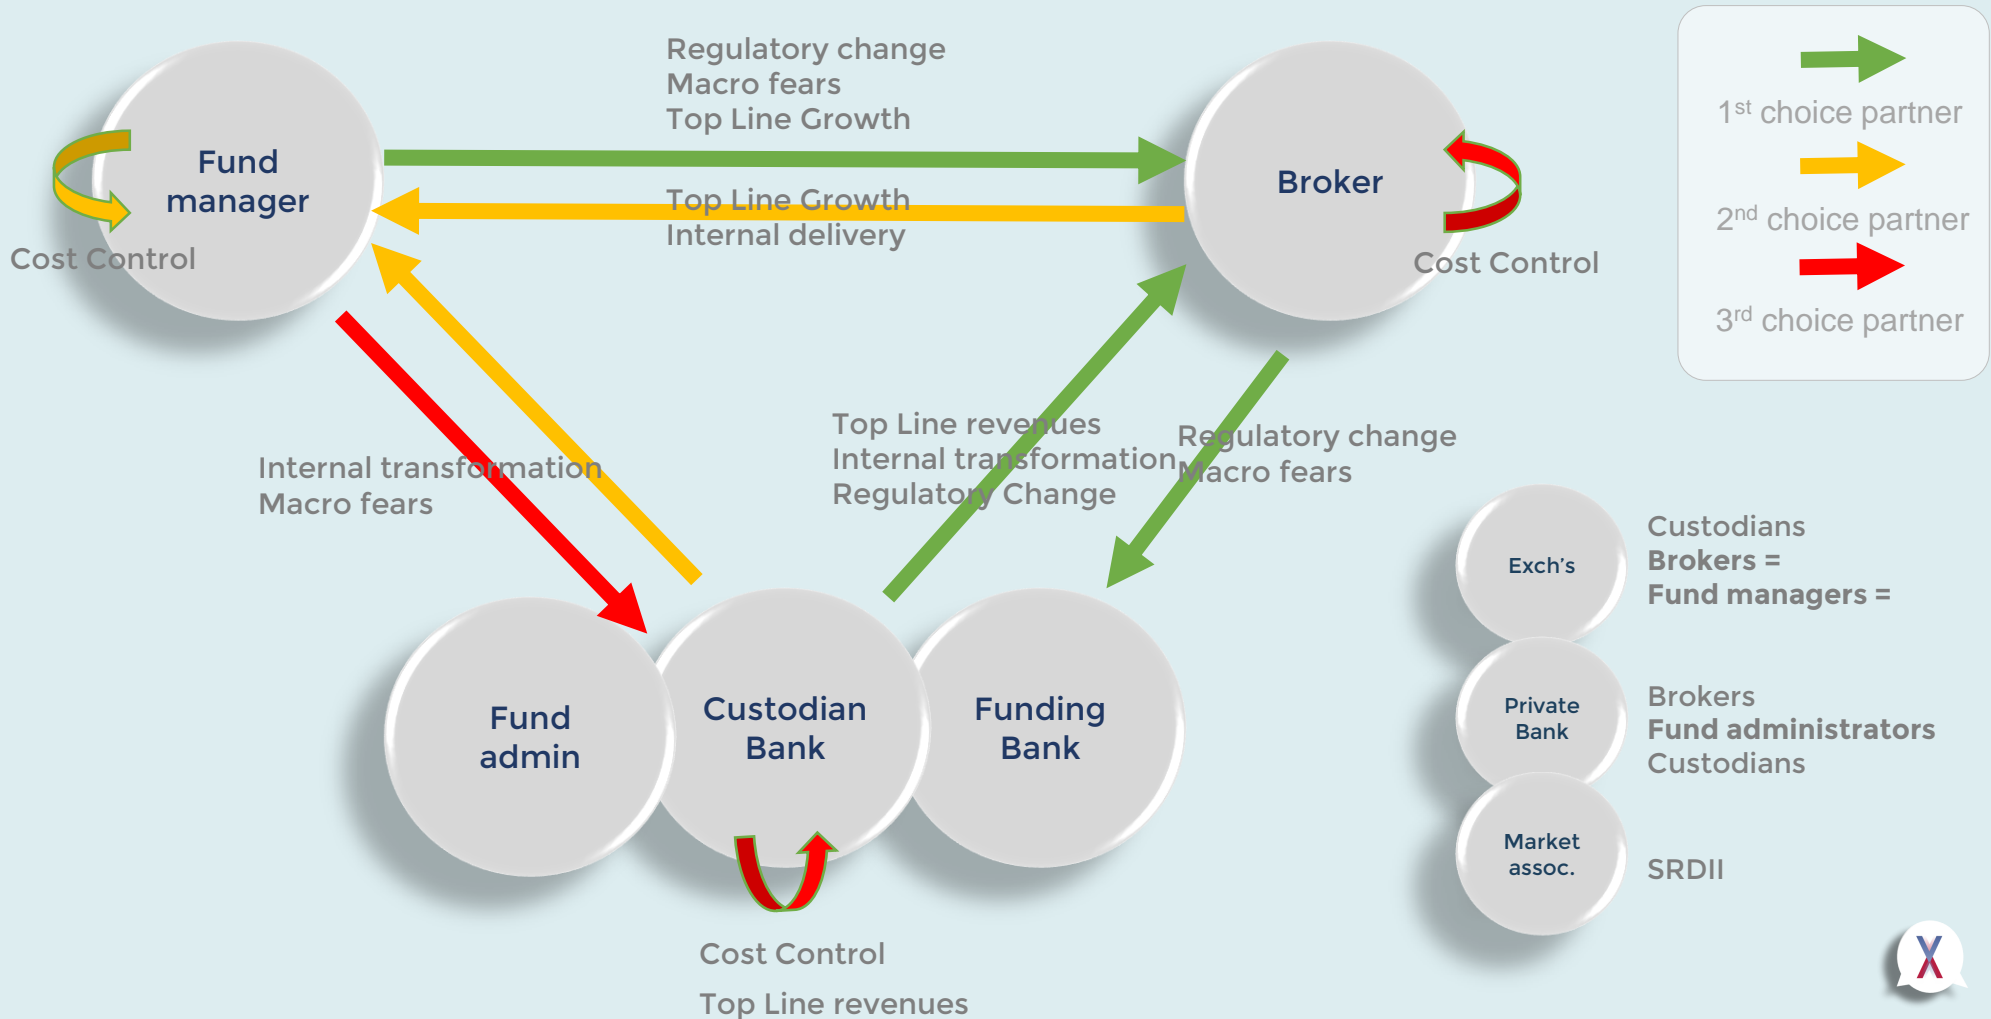 Regulatory change
Macro fears
Top Line Growth
Fund
manager
Broker
Top Line Growth
Internal delivery
Cost Control
Cost Control
1st choice partner
2nd choice partner
3rd choice partner
Internal transformation
Macro fears
Top Line revenues
Internal transformation
Regulatory Change
Regulatory change
Macro fears
Fund
admin
Custodian
Bank
Funding
Bank
Cost Control
Top Line revenues
Exch's
Custodians
Brokers =
Fund managers =
Private
Bank
Brokers
Fund administrators
Custodians
Market
assoc.
SRDII
X